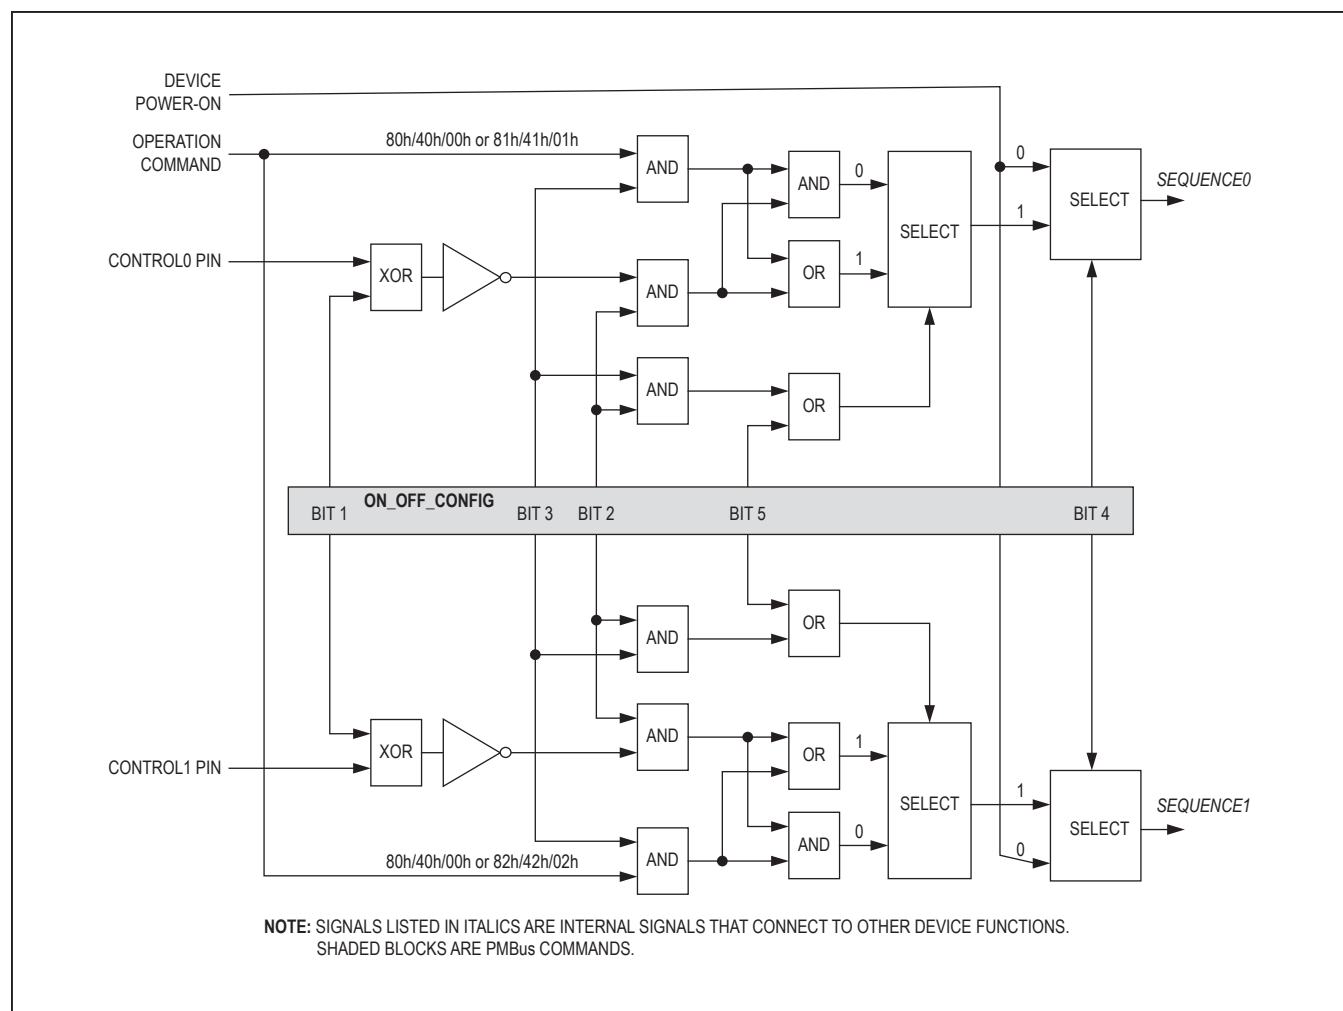 DEVICE
POWER-ON
OPERATION
COMMAND
80h/40h/00h or 81h/41h/01h
AND
AND
0
0
SELECT
SEQUENCE0
1
SELECT
CONTROL0 PIN
XOR
AND
OR
1
AND
OR
ON_OFF_CONFIG
BIT 1
BIT 3
BIT 2
BIT 5
BIT 4
AND
OR
CONTROL1 PIN
XOR
AND
OR
1
SELECT
1
SELECT
SEQUENCE1
0
AND
0
80h/40h/00h or 82h/42h/02h
AND
NOTE: SIGNALS LISTED IN ITALICS ARE INTERNAL SIGNALS THAT CONNECT TO OTHER DEVICE FUNCTIONS.
SHADED BLOCKS ARE PMBus COMMANDS.